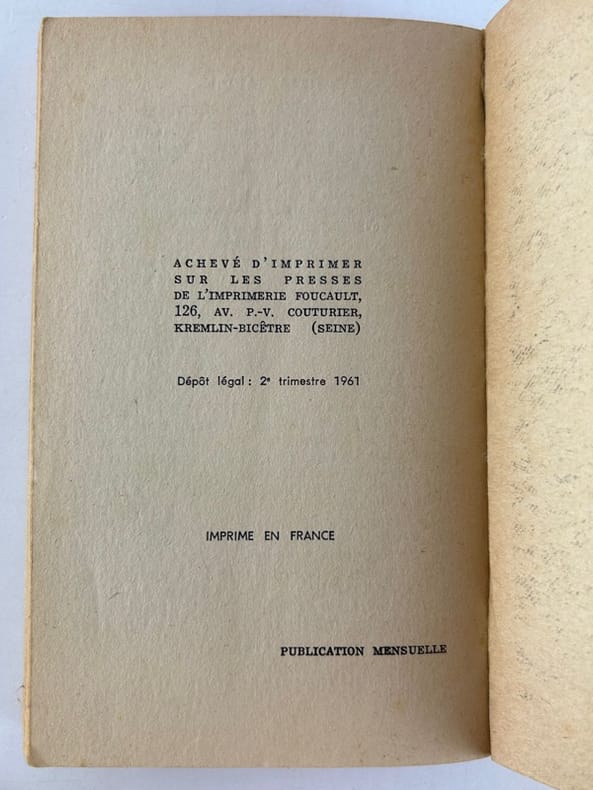 ACHEVÉ D'IMPRIMER
SUR LES PRESSES
DE L'IMPRIMERIE FOUCAULT,
126, AV. P.-V. COUTURIER,
KREMLIN-BICÊTRE (SEINE)
Dépôt légal : 2e trimestre 1961
IMPRIME EN FRANCE
PUBLICATION MENSUELLE